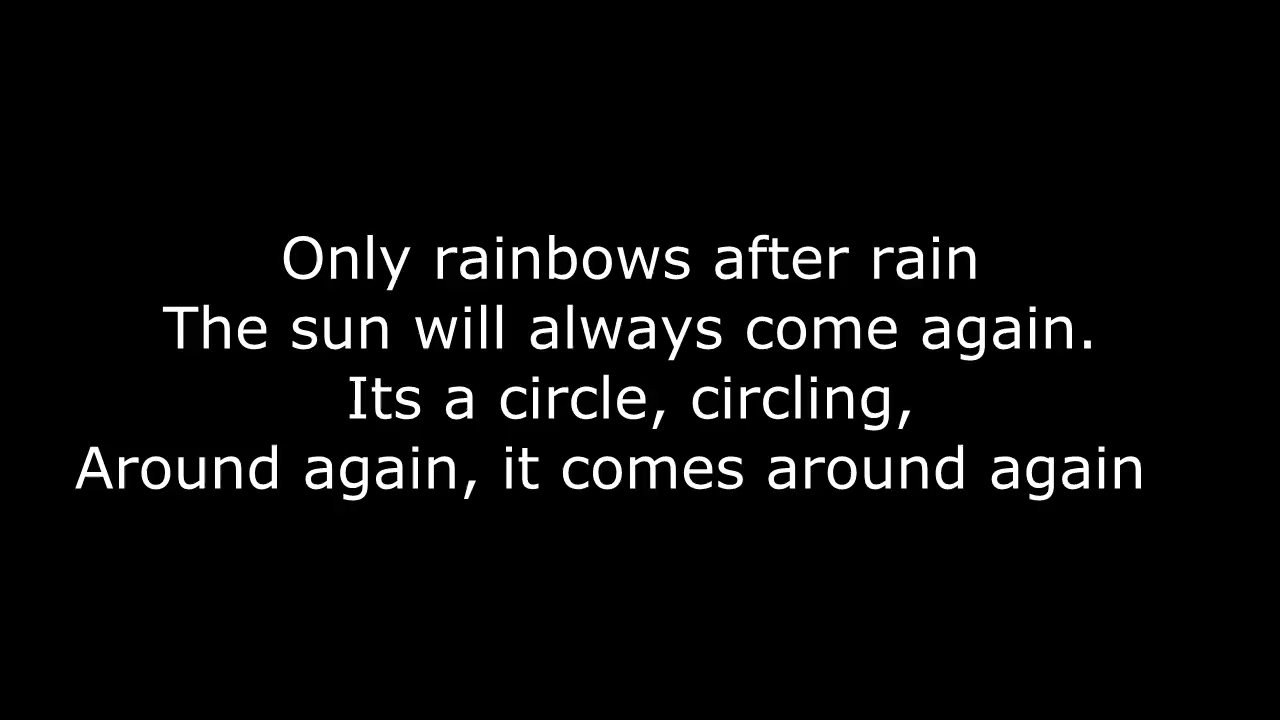 Only rainbows after rain
The sun will always come again.
Its a circle, circling,
Around again, it comes around again